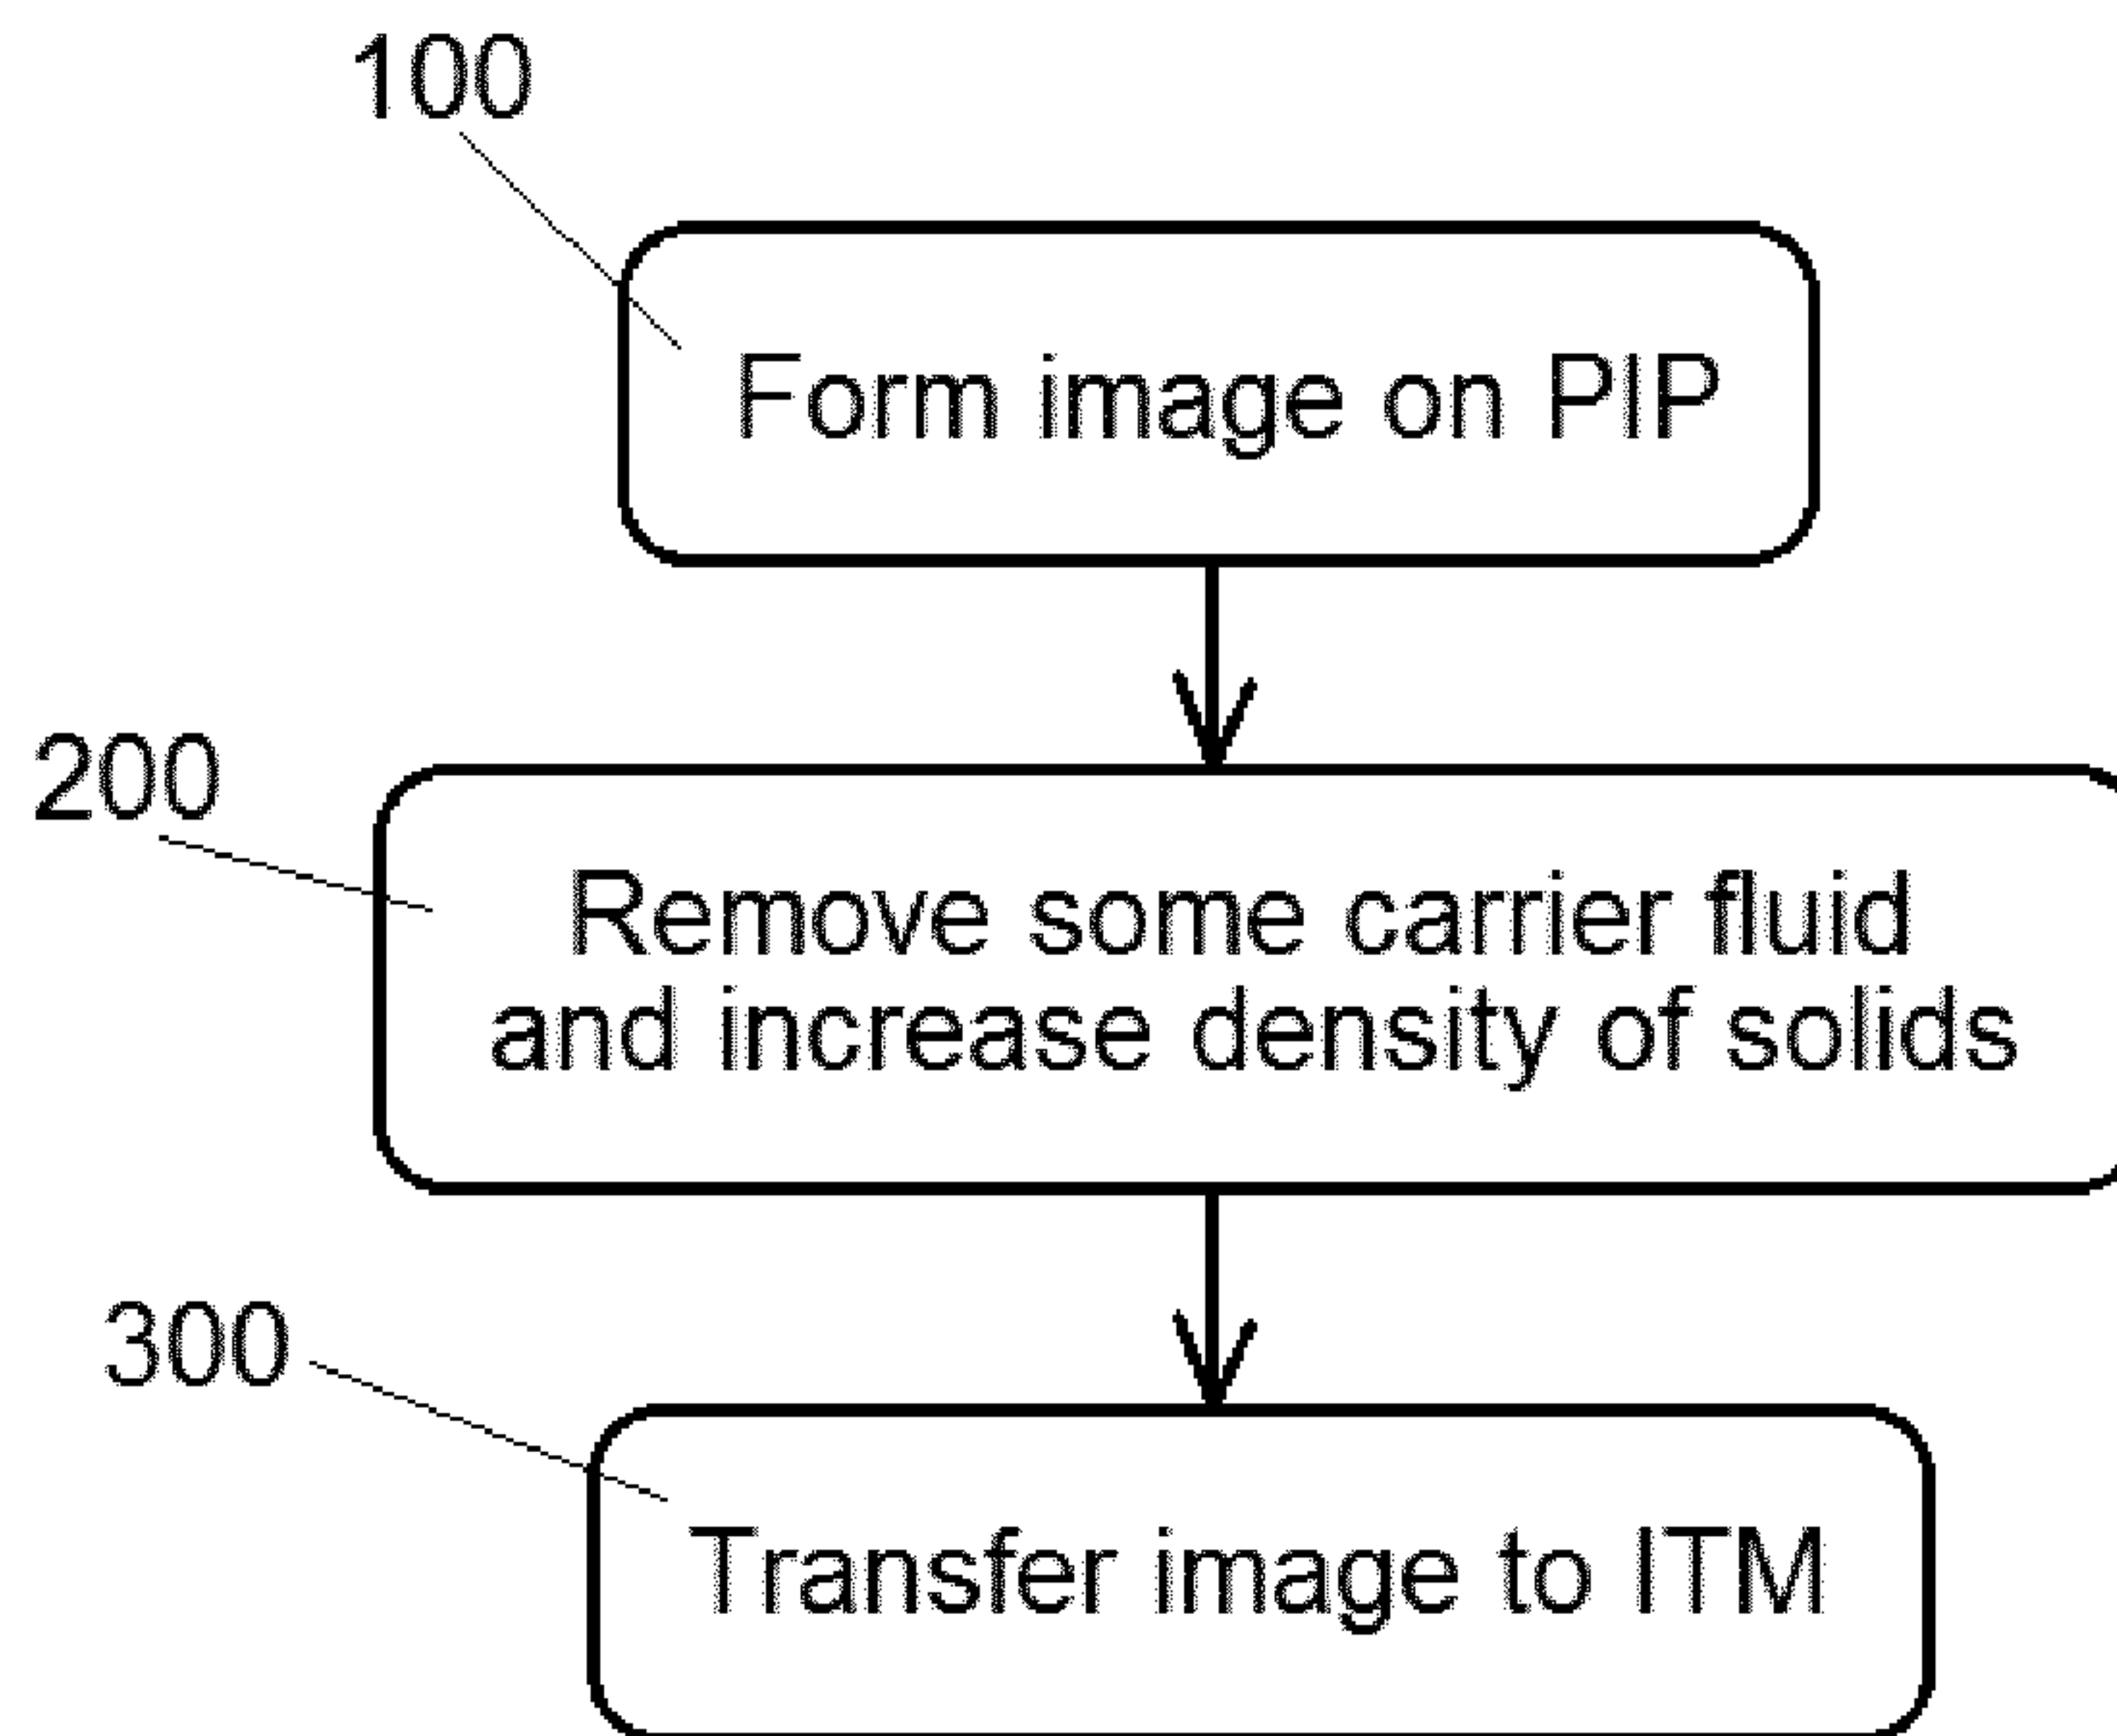 100
Form image on PIP
200
Remove some carrier fluid
and increase density of solids
300
Transfer image to ITM